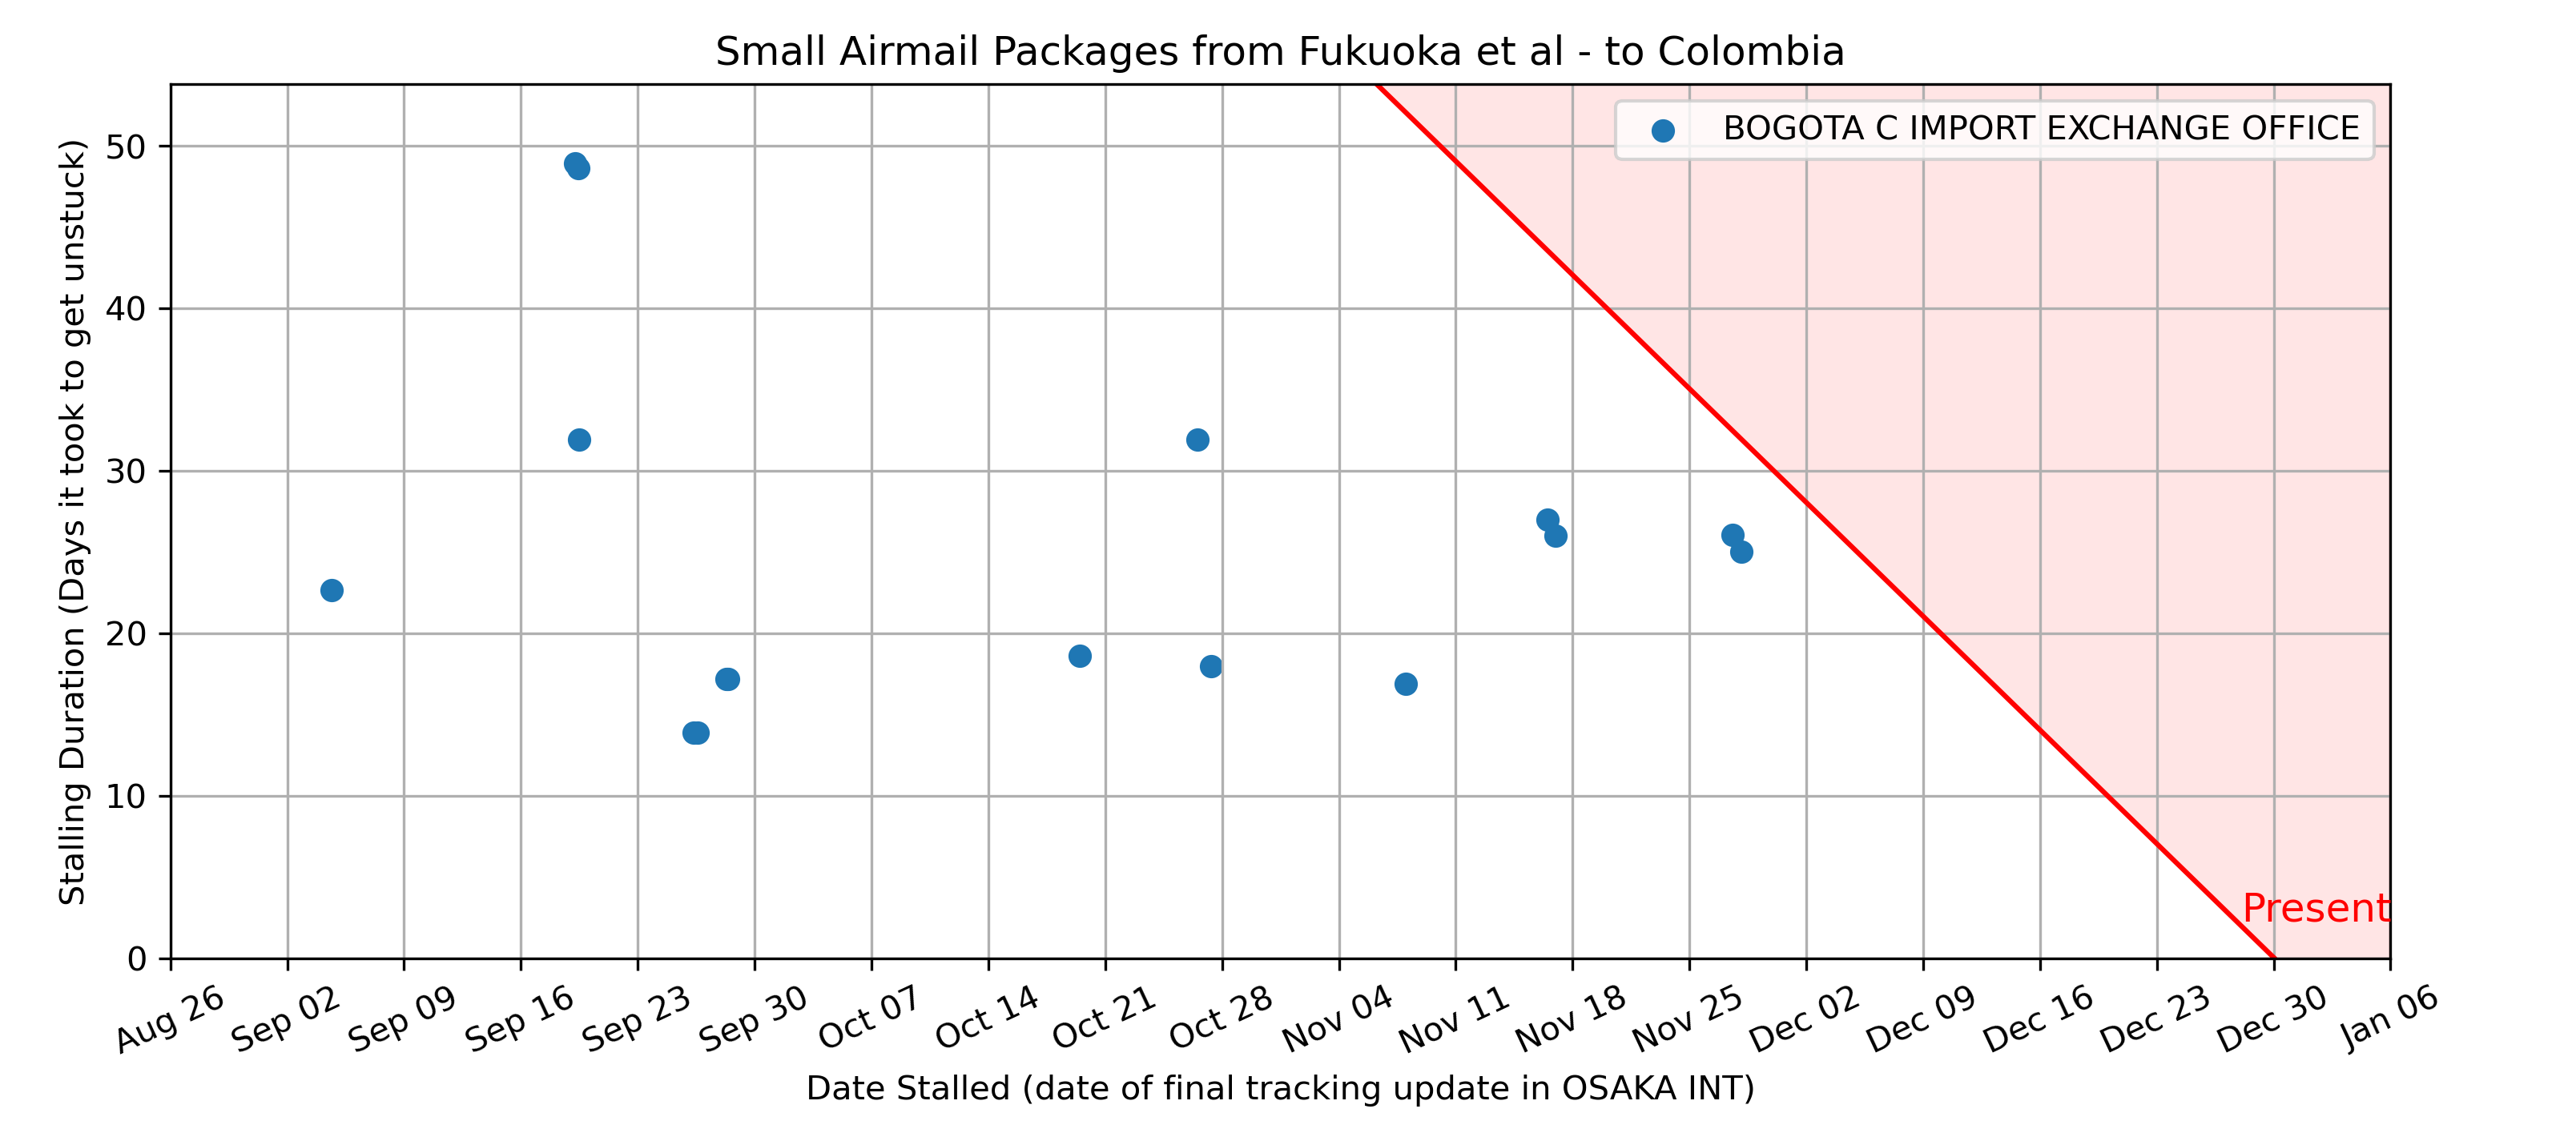 Small Airmail Packages from Fukuoka et al - to Colombia
BOGOTA C IMPORT EXCHANGE OFFICE
Stalling Duration (Days it took to get unstuck)
50
40
30
20
10
0
Present
Aug 26 Sep 02 Sep 09 Sep 16 Sep 23 Sep 30 Oct 07 Oct 14 Oct 21 Oct 28 Nov 04 Nov 11 Nov 18 Nov 25 Dec 02 Dec 09 Dec 16 Dec 23 Dec 30 Jan 06
Date Stalled (date of final tracking update in OSAKA INT)